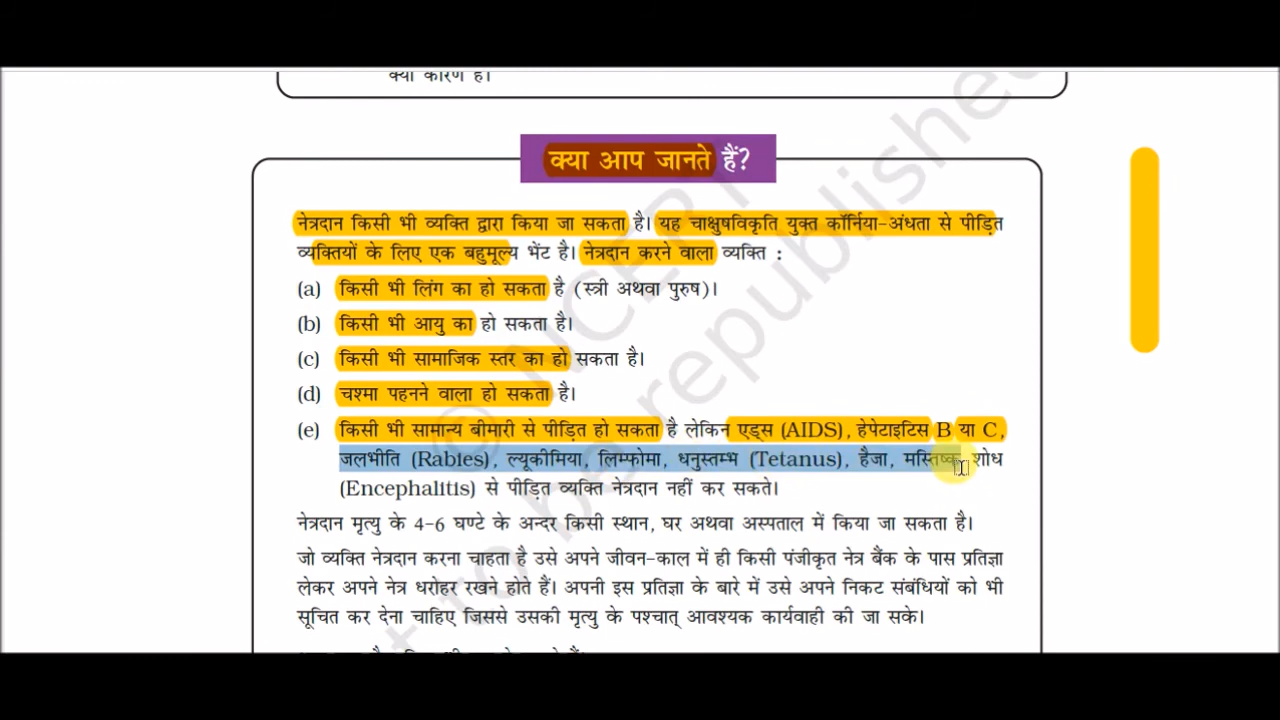 क्या कारण है।
क्या आप जानते हैं?
नेत्रदान किसी भी व्यक्ति द्वारा किया जा सकता है। यह चाक्षुषविकृति युक्त कॉर्निया-अंधता से पीड़ित
व्यक्तियों के लिए एक बहुमूल्य भेंट है। नेत्रदान करने वाला व्यक्ति :
(a) किसी भी लिंग का हो सकता है (स्त्री अथवा पुरुष)।
(b) किसी भी आयु का हो सकता है।
(c) किसी भी सामाजिक स्तर का हो सकता है।
(d) चश्मा पहनने वाला हो सकता है।
(e) किसी भी सामान्य बीमारी से पीड़ित हो सकता है लेकिन एड्स (AIDS), हेपेटाइटिस B या C,
जलभीति (Rabies), ल्यूकीमिया, लिम्फोमा, धनुस्तम्भ (Tetanus), हैजा, मस्तिष्क शोध
(Encephalitis) से पीड़ित व्यक्ति नेत्रदान नहीं कर सकते।
नेत्रदान मृत्यु के 4-6 घण्टे के अन्दर किसी स्थान, घर अथवा अस्पताल में किया जा सकता है।
जो व्यक्ति नेत्रदान करना चाहता है उसे अपने जीवन-काल में ही किसी पंजीकृत नेत्र बैंक के पास प्रतिज्ञा
लेकर अपने नेत्र धरोहर रखने होते हैं। अपनी इस प्रतिज्ञा के बारे में उसे अपने निकट संबंधियों को भी
सूचित कर देना चाहिए जिससे उसकी मृत्यु के पश्चात् आवश्यक कार्यवाही की जा सके।
© NCERT
t to be republished